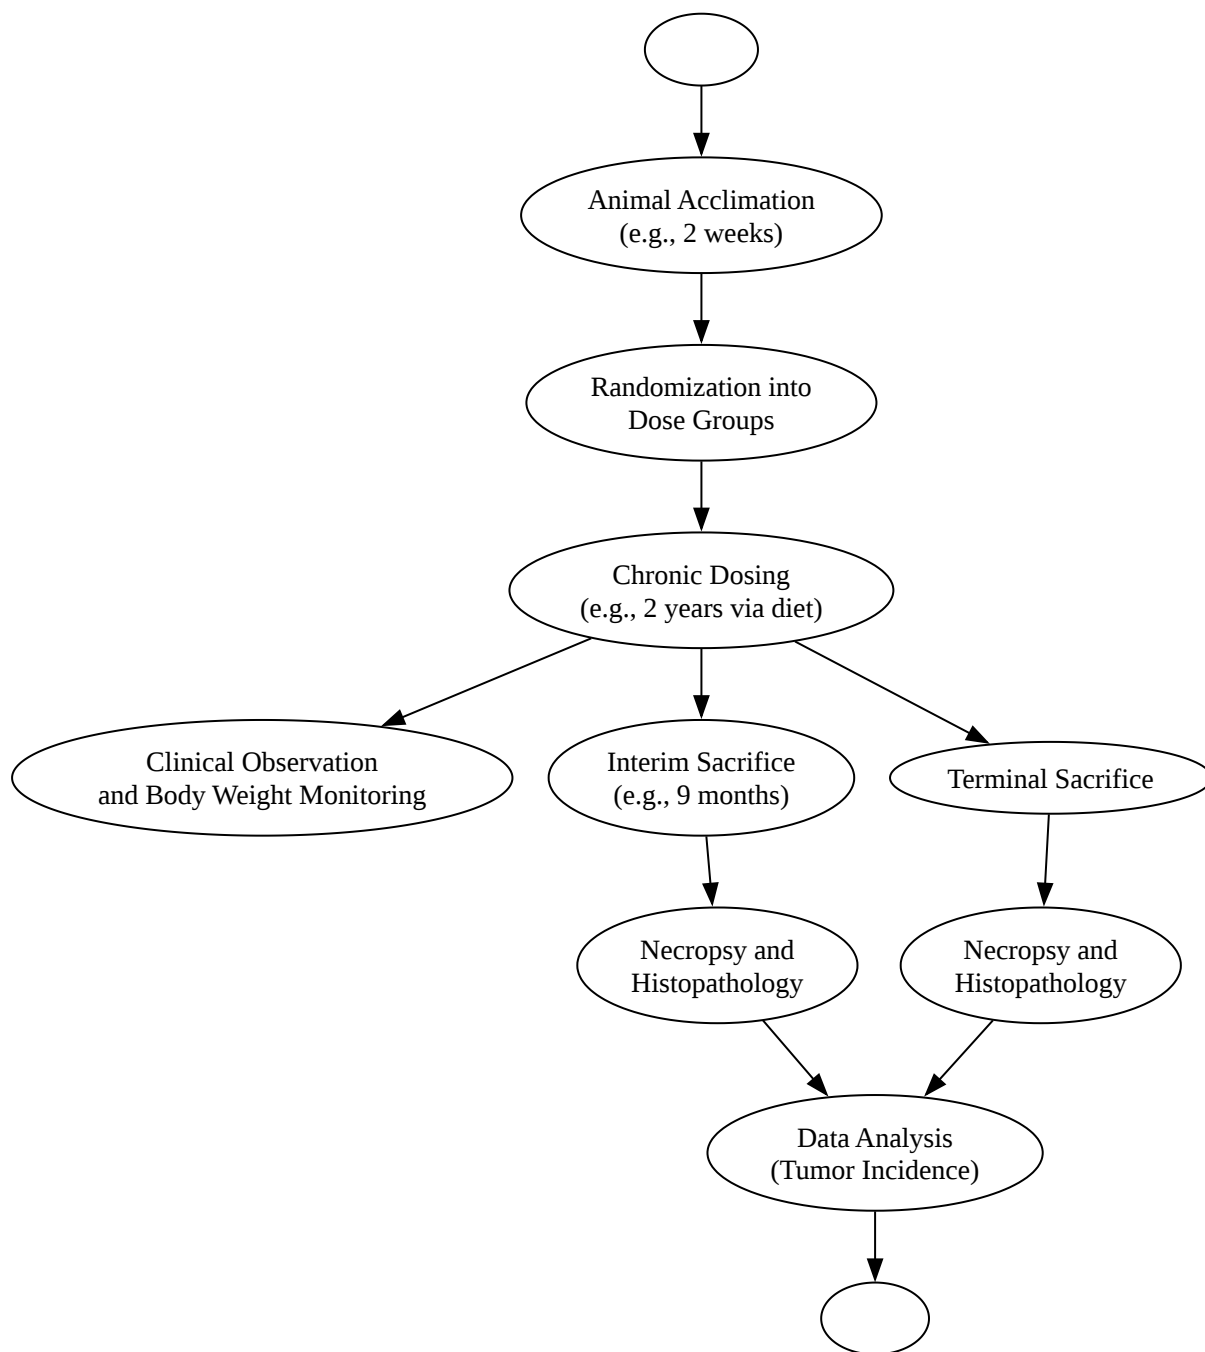 Animal Acclimation
(e.g., 2 weeks)
Randomization into
Dose Groups
Chronic Dosing
(e.g., 2 years via diet)
Clinical Observation
and Body Weight Monitoring
Interim Sacrifice
(e.g., 9 months)
Terminal Sacrifice
Necropsy and
Histopathology
Necropsy and
Histopathology
Data Analysis
(Tumor Incidence)